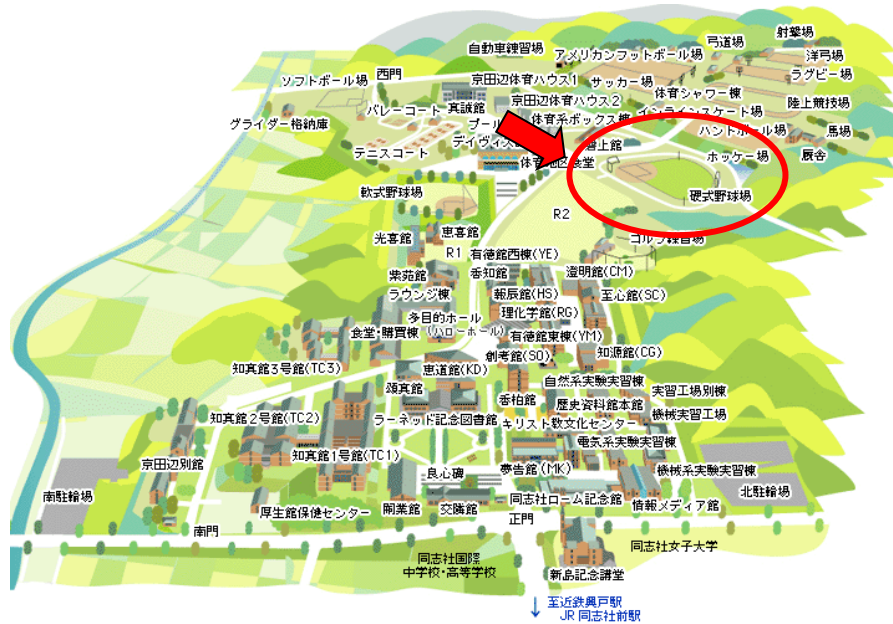 射撃場
弓道場
自動車練習場
アメリカンフットボール場
洋弓場
西門
ソフトボール場
京田辺体育ハウス1
サッカー場
ラグビー場
体育シャワー棟
真誠館
京田辺体育ハウス2
陸上競技場
バレーコート
インラインスケート場
グライダー格納庫
プール
体育系ボックス棟
ハンドボール場
馬場
デイヴィス
磐上館
テニスコート
ホッケー場
厩舎
体育
区食堂
軟式野球場
硬式野球場
R2
恵喜館
光喜館
ゴルフ練習場
R1
有徳館西棟(YE)
紫苑館
香知館
澄明館(CM)
ラウンジ棟
報辰館(HS)
至心館(SC)
多目的ホール
(ハローホール)
理化学館(RG)
食堂・購買棟
有徳館東棟(YM)
創考館(SO)
知源館(CG)
知真館3号館(TC3)
恵道館(KD)
自然系実験実習棟
頌真館
実習工場別棟
香柏館
歴史資料館本館
知真館2号館(TC2)
ラーネッド記念図書館
機械実習工場
キリスト教文化センター
電気系実験実習棟
知真館1号館(TC1)
京田辺別館
良心碑
夢告館(MK)
機械系実験実習棟
南駐輪場
北駐輪場
同志社ローム記念館
情報メディア館
厚生館保健センター
開業館
交隣館
正門
南門
同志社女子大学
同志社国際
中学校・高等学校
新島記念講堂
至近鉄興戸駅
JR 同志社前駅